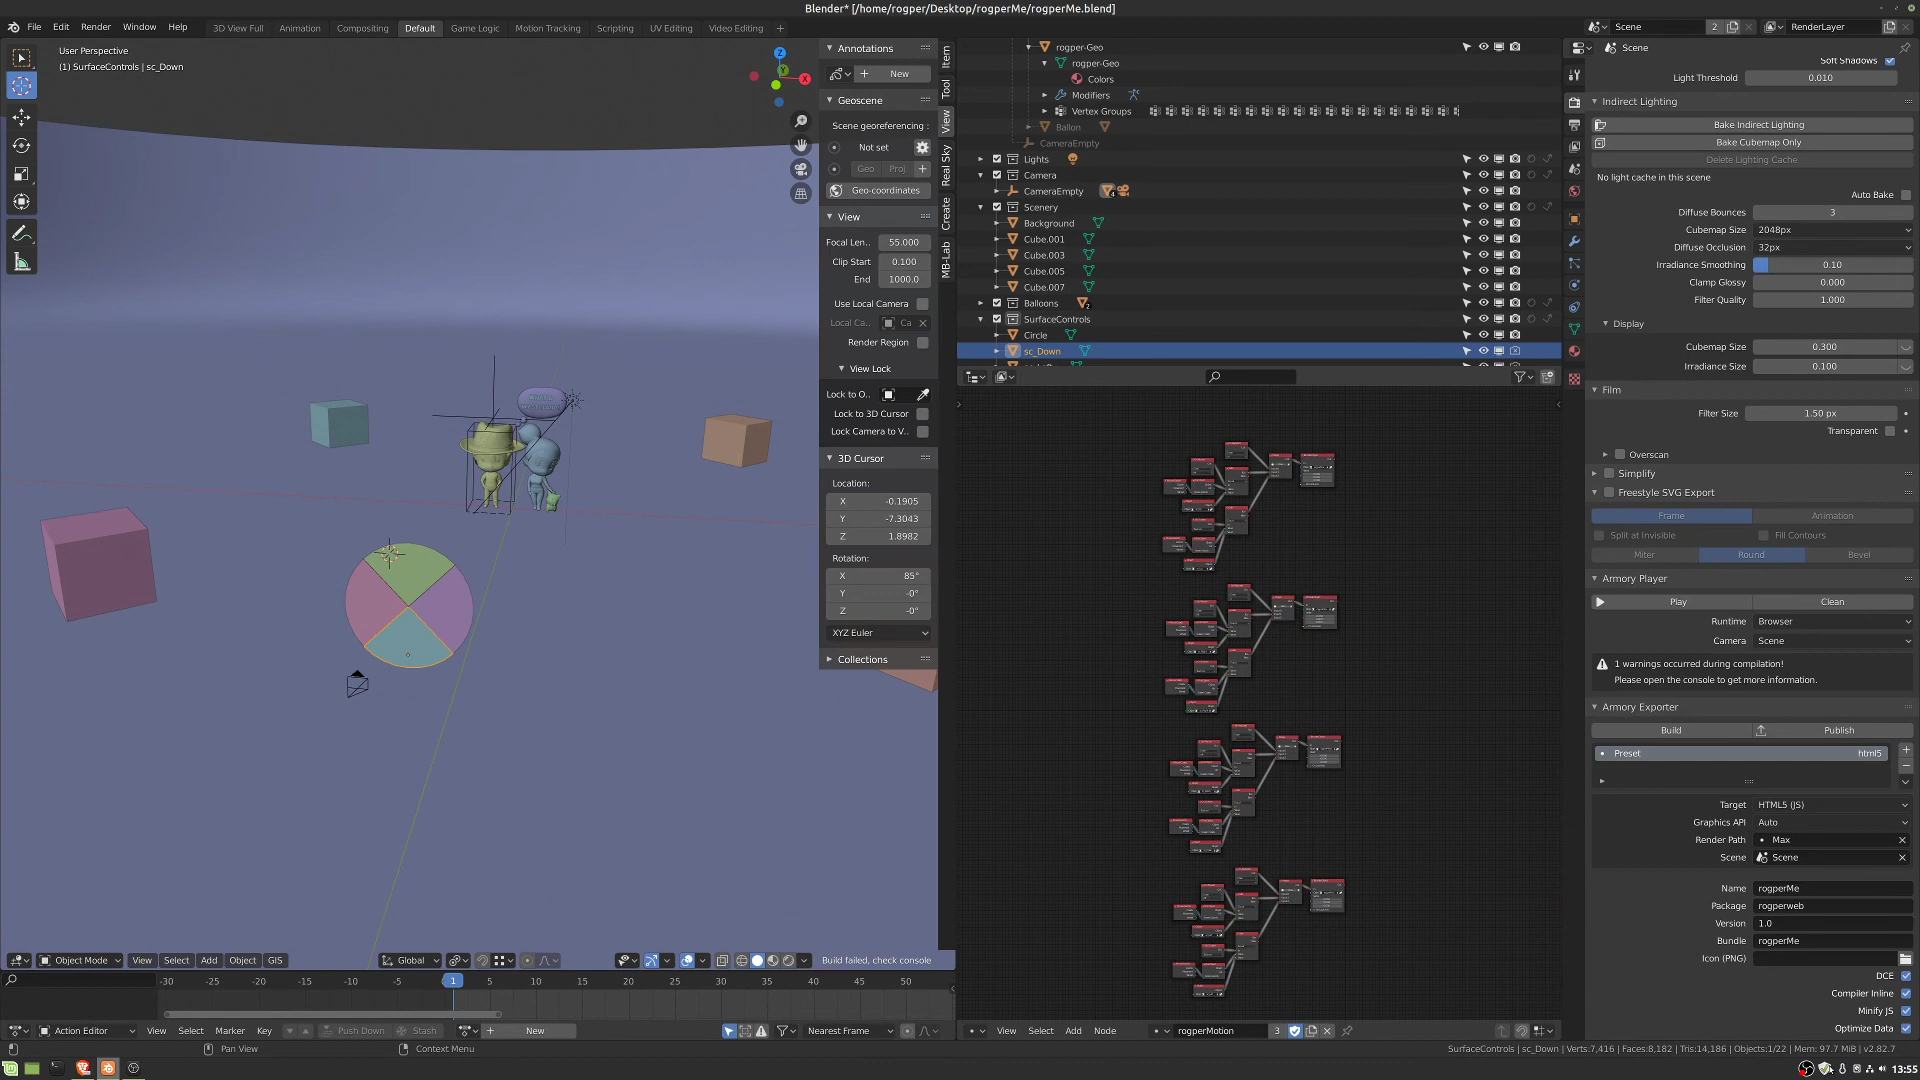 Blender* [/home/rogper/Desktop/rogperMe/rogperMe.blend]
File Edit Render Window Help
3D View Full Animation Compositing Default Game Logic Motion Tracking Scripting UV Editing Video Editing +
Scene 2
RenderLayer
User Perspective
(1) SurfaceControls | sc_Down
Z
Y
X
Annotations
New
Geoscene
Scene georeferencing :
Not set
Geo Proj
Geo-coordinates
View
Focal Len.. 55.000
Clip Start 0.100
End 1000.0
Use Local Camera
Local Ca.. Ca
Render Region
View Lock
Lock to O..
Lock to 3D Cursor
Lock Camera to V..
3D Cursor
Location:
X -0.1905
Y -7.3043
Z 1.8982
Rotation:
X 85°
Y -0°
Z -0°
XYZ Euler
Collections
Item
Tool
View
Real Sky
Create
MB-Lab
Object Mode View Select Add Object GIS
Global
Build failed, check console
-30 -25 -20 -15 -10 -5 1 5 10 15 20 25 30 35 40 45 50
Action Editor View Select Marker Key Push Down Stash + New Nearest Frame
rogper-Geo
rogper-Geo
Colors
Modifiers
Vertex Groups
Ballon
CameraEmpty
Lights
Camera
CameraEmpty 4
Scenery
Background
Cube.001
Cube.003
Cube.005
Cube.007
Balloons 2
SurfaceControls
Circle
sc_Down
View Select Add Node rogperMotion 3
Scene
Soft Shadows
Light Threshold 0.010
Indirect Lighting
Bake Indirect Lighting
Bake Cubemap Only
Delete Lighting Cache
No light cache in this scene
Auto Bake
Diffuse Bounces 3
Cubemap Size 2048px
Diffuse Occlusion 32px
Irradiance Smoothing 0.10
Clamp Glossy 0.000
Filter Quality 1.000
Display
Cubemap Size 0.300
Irradiance Size 0.100
Film
Filter Size 1.50 px
Transparent
Overscan
Simplify
Freestyle SVG Export
Frame Animation
Split at Invisible Fill Contours
Miter Round Bevel
Armory Player
Play Clean
Runtime Browser
Camera Scene
1 warnings occurred during compilation!
Please open the console to get more information.
Armory Exporter
Build Publish
Preset html5
Target HTML5 (JS)
Graphics API Auto
Render Path Max
Scene Scene
Name rogperMe
Package rogperweb
Version 1.0
Bundle rogperMe
Icon (PNG)
DCE
Compiler Inline
Minify JS
Optimize Data
Pan View Context Menu
SurfaceControls | sc_Down | Verts:7,416 | Faces:8,182 | Tris:14,186 | Objects:1/22 | Mem: 97.7 MiB | v2.82.7
13:55